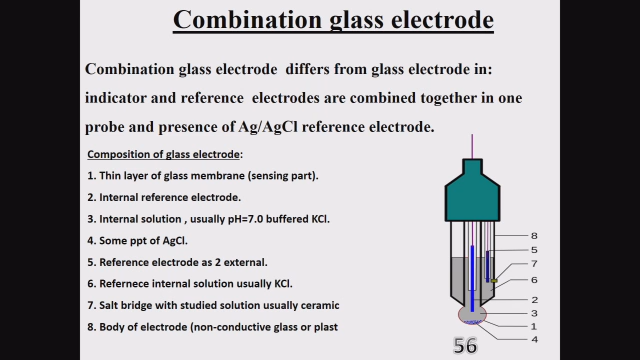 Combination glass electrode
Combination glass electrode differs from glass electrode in:
indicator and reference electrodes are combined together in one
probe and presence of Ag/AgCl reference electrode.
Composition of glass electrode:
1. Thin layer of glass membrane (sensing part).
2. Internal reference electrode.
3. Internal solution , usually pH=7.0 buffered KCl.
4. Some ppt of AgCl.
5. Reference electrode as 2 external.
6. Refernece internal solution usually KCl.
7. Salt bridge with studied solution usually ceramic
8. Body of electrode (non-conductive glass or plast
8
5
7
6
2
3
1
4
56